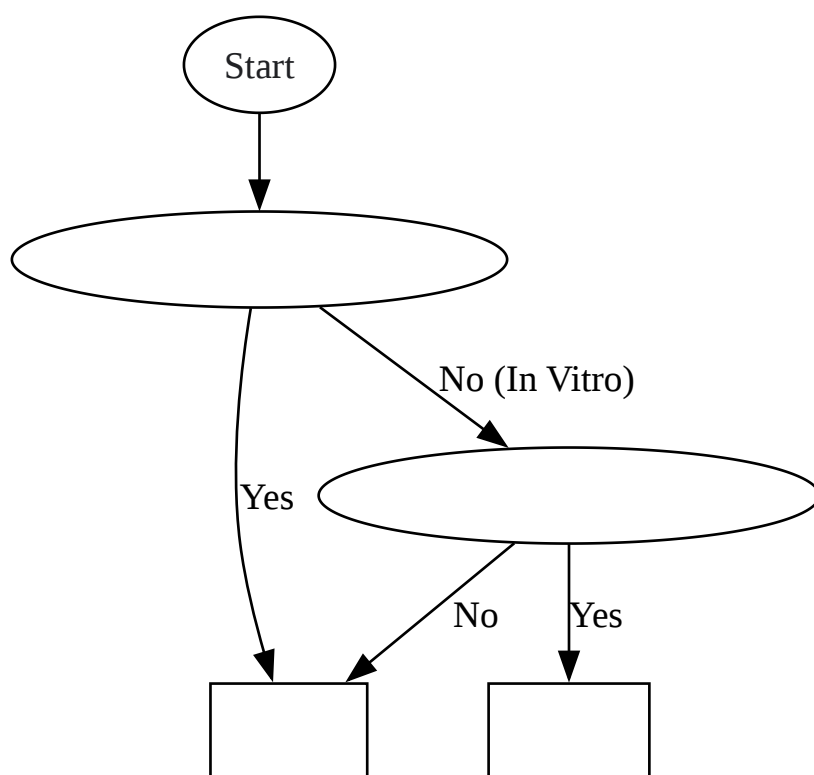 Start
No (In Vitro)
Yes
No
Yes